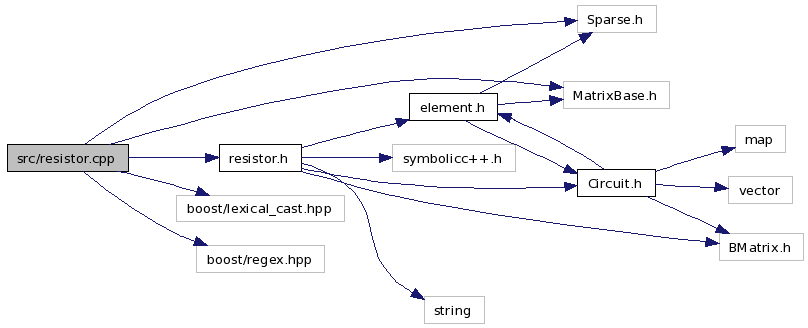 Sparse.h
MatrixBase.h
element.h
map
src/resistor.cpp
resistor.h
symbolicc++.h
Circuit.h
vector
boost/lexical_cast.hpp
BMatrix.h
boost/regex.hpp
string